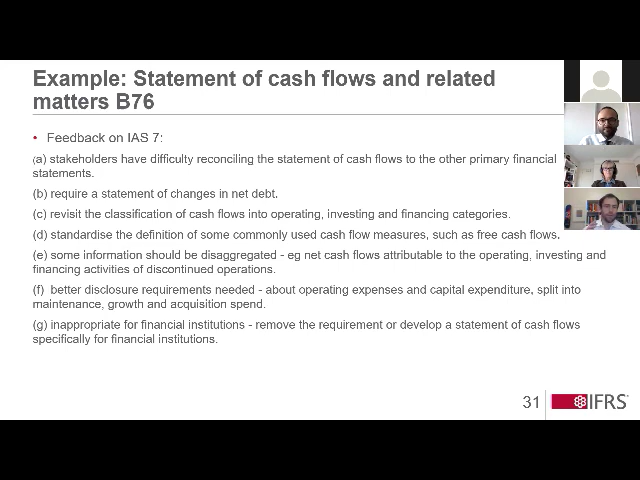 Example: Statement of cash flows and related
matters B76
• Feedback on IAS 7:
(a) stakeholders have difficulty reconciling the statement of cash flows to the other primary financial
statements.
(b) require a statement of changes in net debt.
(c) revisit the classification of cash flows into operating, investing and financing categories.
(d) standardise the definition of some commonly used cash flow measures, such as free cash flows.
(e) some information should be disaggregated - eg net cash flows attributable to the operating, investing and
financing activities of discontinued operations.
(f) better disclosure requirements needed - about operating expenses and capital expenditure, split into
maintenance, growth and acquisition spend.
(g) inappropriate for financial institutions - remove the requirement or develop a statement of cash flows
specifically for financial institutions.
31
IFRS